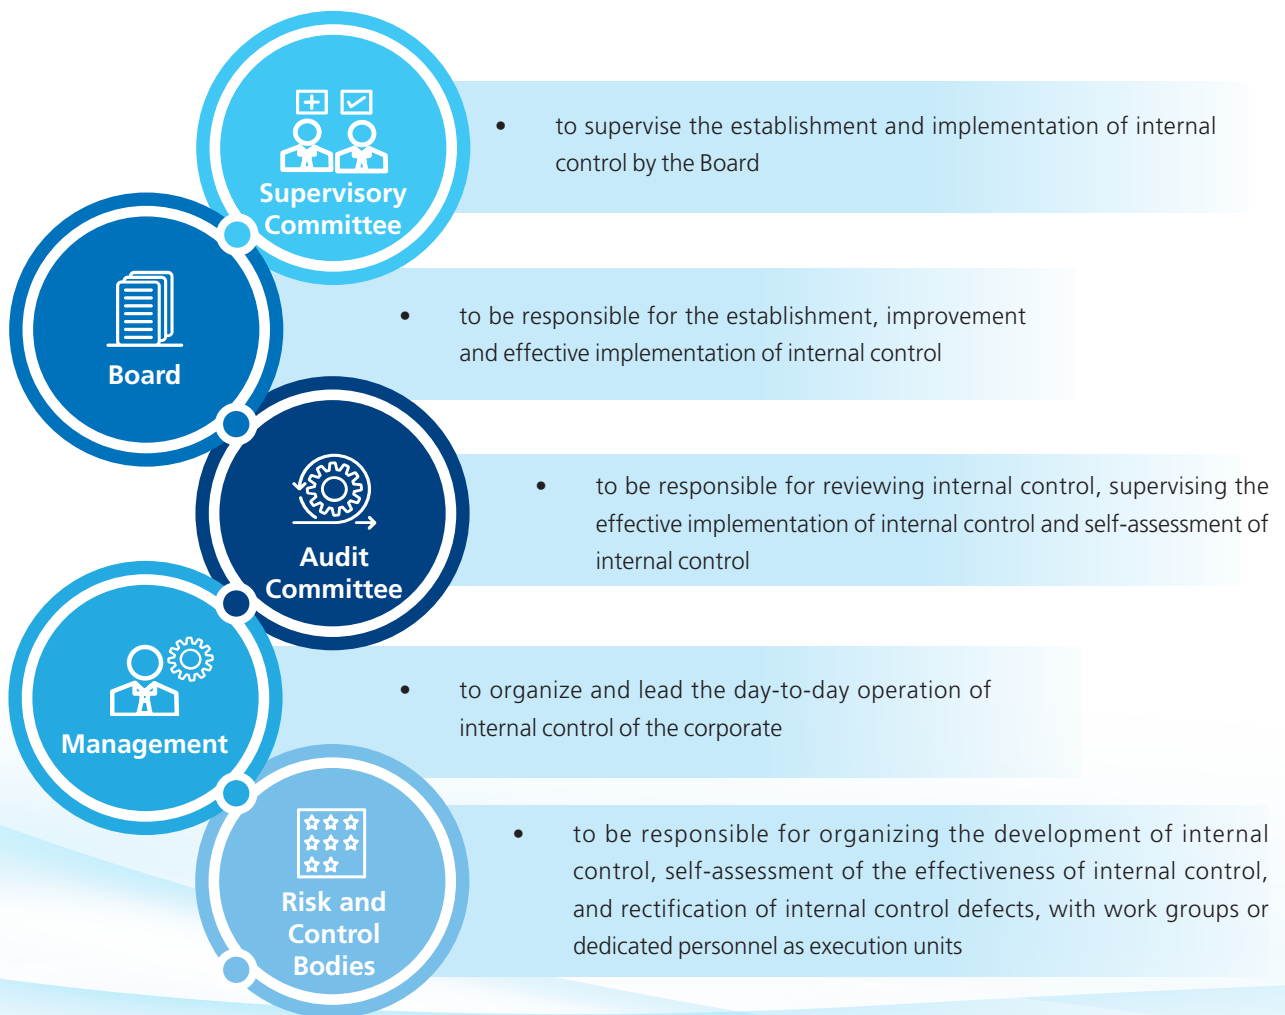 Supervisory
Committee
• to supervise the establishment and implementation of internal
control by the Board
Board
• to be responsible for the establishment, improvement
and effective implementation of internal control
Audit
Committee
• to be responsible for reviewing internal control, supervising the
effective implementation of internal control and self-assessment of
internal control
Management
• to organize and lead the day-to-day operation of
internal control of the corporate
Risk and
Control
Bodies
• to be responsible for organizing the development of internal
control, self-assessment of the effectiveness of internal control,
and rectification of internal control defects, with work groups or
dedicated personnel as execution units